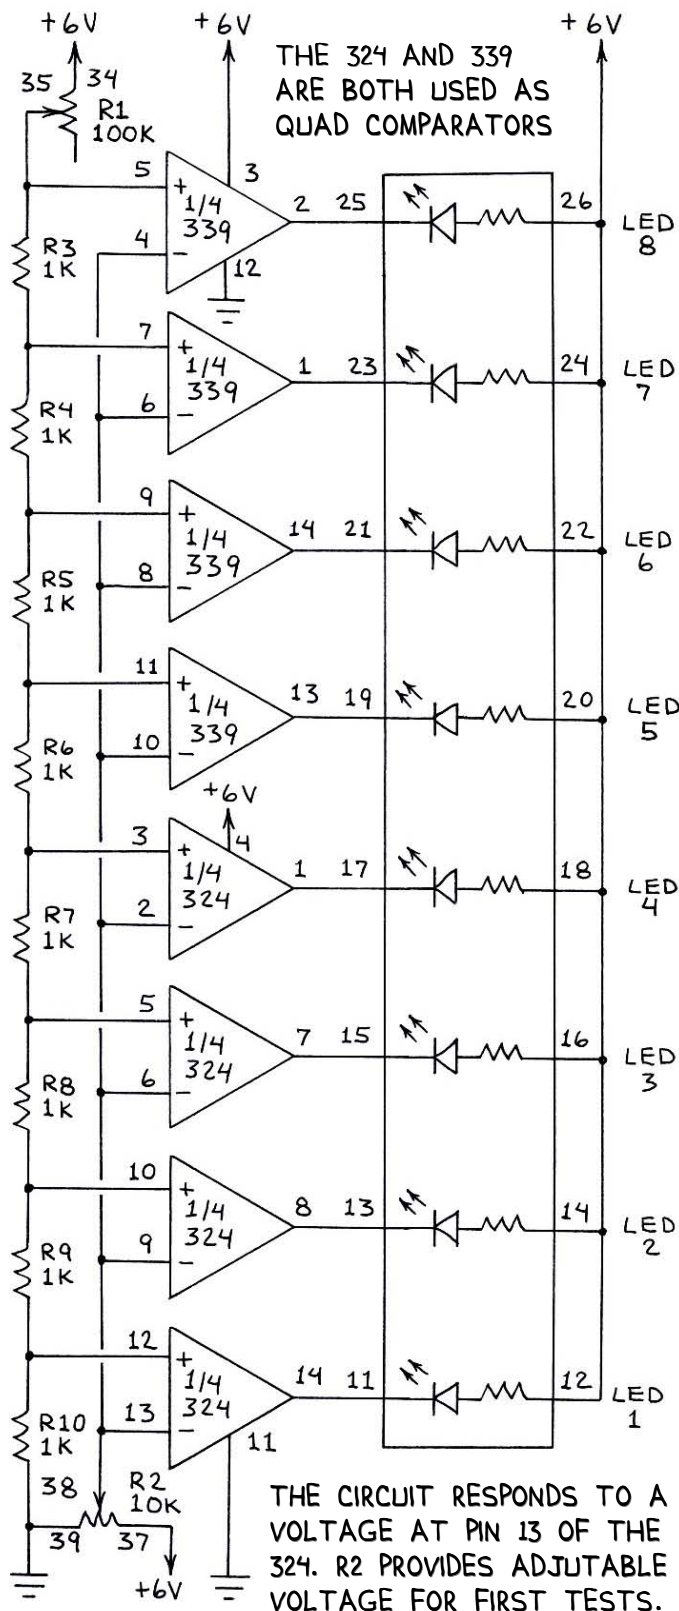 +6V +6V +6V
THE 324 AND 339
ARE BOTH USED AS
QUAD COMPARATORS
35 34
R1
100K
5 + 3
1/4 2 25 26 LED
339 8
4 − 12
R3
1K
7 +
1/4 1 23 24 LED
339 7
6 −
R4
1K
9 +
1/4 14 21 22 LED
339 6
8 −
R5
1K
11 +
1/4 13 19 20 LED
339 5
10 −
R6
1K
+6V
3 + 4
1/4 1 17 18 LED
324 4
2 −
R7
1K
5 +
1/4 7 15 16 LED
324 3
6 −
R8
1K
10 +
1/4 8 13 14 LED
324 2
9 −
R9
1K
12 +
1/4 14 11 12 LED
324 1
13 − 11
R10
1K
38 R2
10K
39 37
+6V
THE CIRCUIT RESPONDS TO A
VOLTAGE AT PIN 13 OF THE
324. R2 PROVIDES ADJUTABLE
VOLTAGE FOR FIRST TESTS.